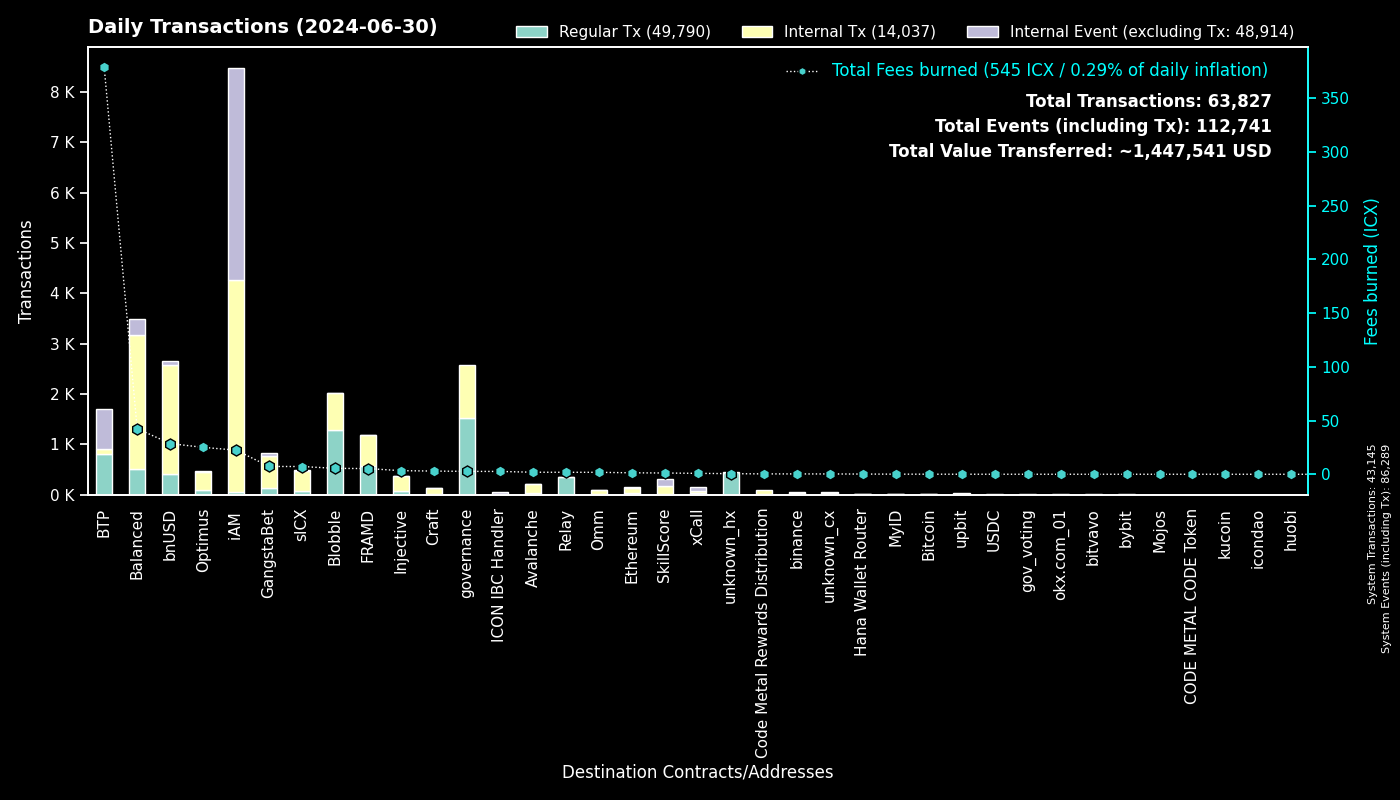 Daily Transactions (2024-06-30)
Regular Tx (49,790)
Internal Tx (14,037)
Internal Event (excluding Tx: 48,914)
Total Fees burned (545 ICX / 0.29% of daily inflation)
Total Transactions: 63,827
Total Events (including Tx): 112,741
Total Value Transferred: ~1,447,541 USD
Transactions
8 K
7 K
6 K
5 K
4 K
3 K
2 K
1 K
0 K
350
300
250
200
150
100
50
0
Fees burned (ICX)
BTP
Balanced
bnUSD
Optimus
iAM
GangstaBet
sICX
Blobble
FRAMD
Injective
Craft
governance
ICON IBC Handler
Avalanche
Relay
Omm
Ethereum
SkillScore
xCall
unknown_hx
Code Metal Rewards Distribution
binance
unknown_cx
Hana Wallet Router
MyID
Bitcoin
upbit
USDC
gov_voting
okx.com_01
bitvavo
bybit
Mojos
CODE METAL CODE Token
kucoin
icondao
huobi
Destination Contracts/Addresses
System Transactions: 43,145
System Events (including Tx): 86,289